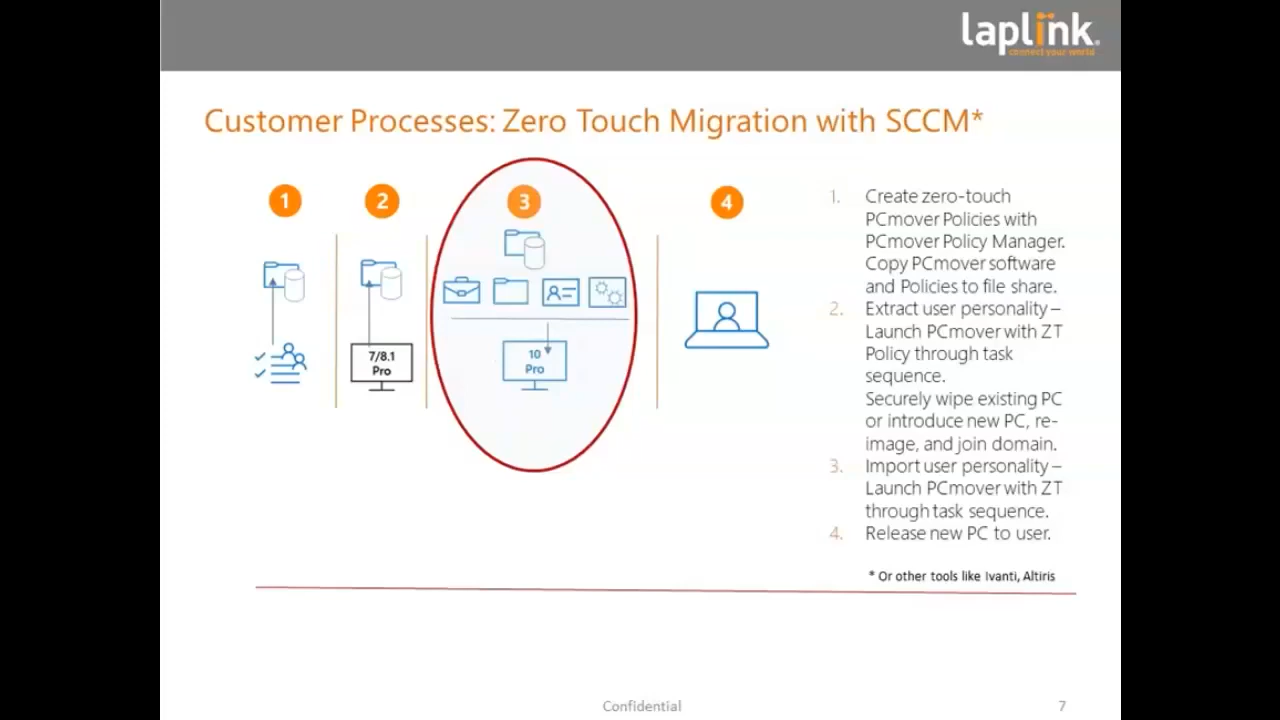 laplink.
connect your world
Customer Processes: Zero Touch Migration with SCCM*
1
2
3
4
7/8.1
Pro
10
Pro
1. Create zero-touch
PCmover Policies with
PCmover Policy Manager.
Copy PCmover software
and Policies to file share.
2. Extract user personality –
Launch PCmover with ZT
Policy through task
sequence.
Securely wipe existing PC
or introduce new PC, re-
image, and join domain.
3. Import user personality –
Launch PCmover with ZT
through task sequence.
4. Release new PC to user.
* Or other tools like Ivanti, Altiris
Confidential
7